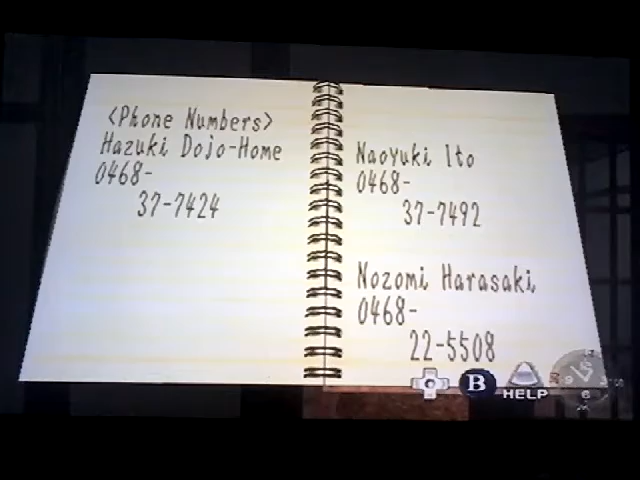 <Phone Numbers>
Hazuki Dojo-Home
0468-
37-7424
Naoyuki Ito
0468-
37-7492
Nozomi Harasaki
0468-
22-5508
B
HELP